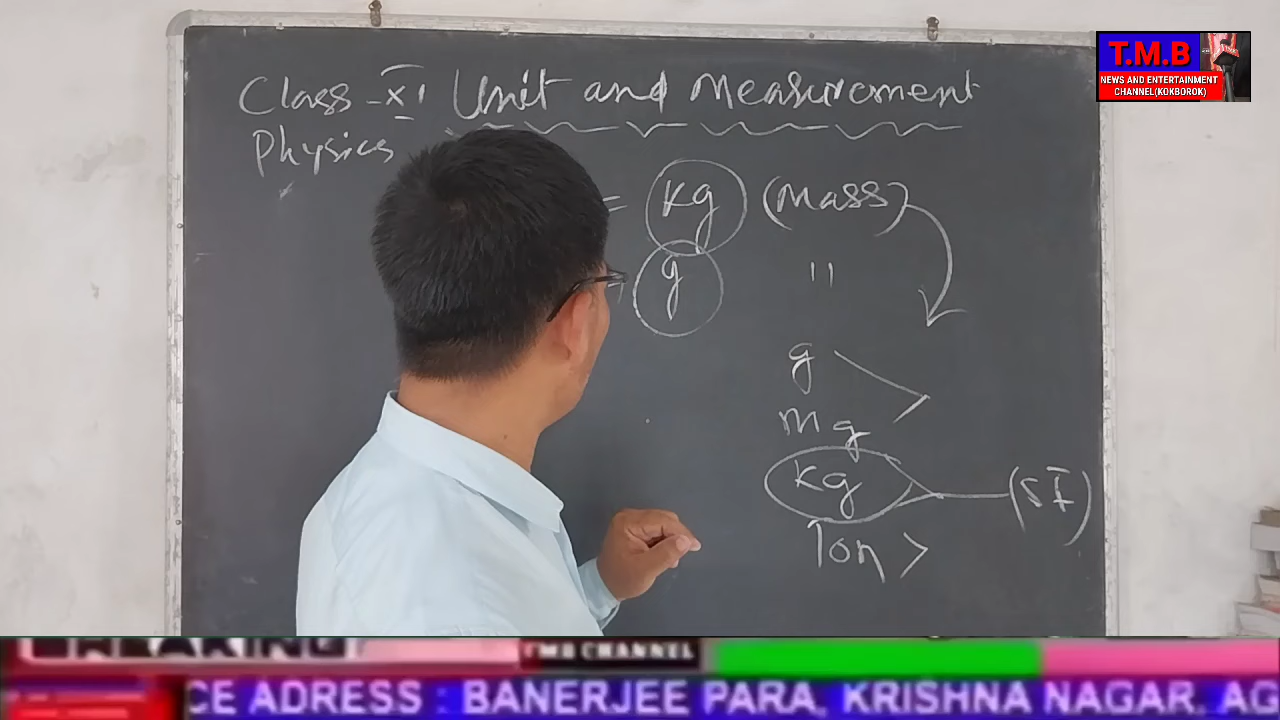 Class-XI Unit and Measurement
Physics
= kg (Mass)
g "
g
mg
kg (SI)
Ton
T.M.B
NEWS AND ENTERTAINMENT
CHANNEL(KOKBOROK)
TMB CHANNEL
CE ADRESS : BANERJEE PARA, KRISHNA NAGAR. AG